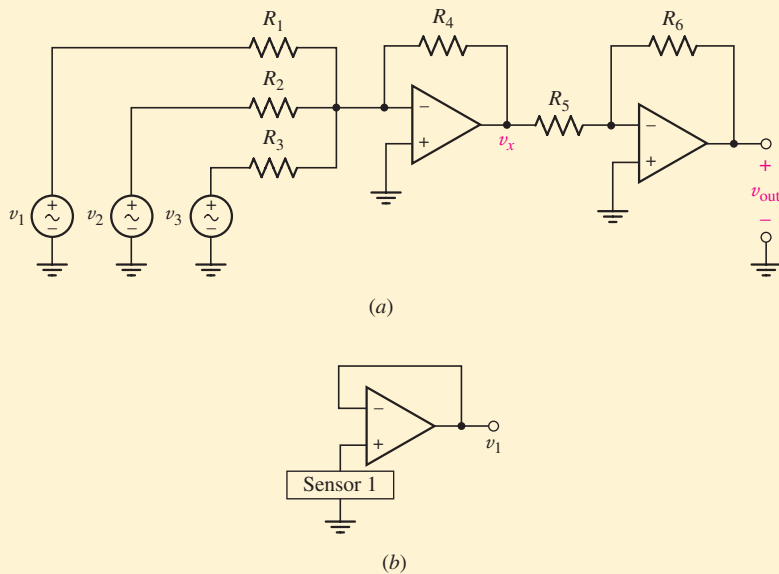 R4
R6
R1
R2
R5
R3
−
+
vx
−
+
+
vout
−
v1
+
−
v2
+
−
v3
+
−
(a)
−
+
v1
Sensor 1
(b)